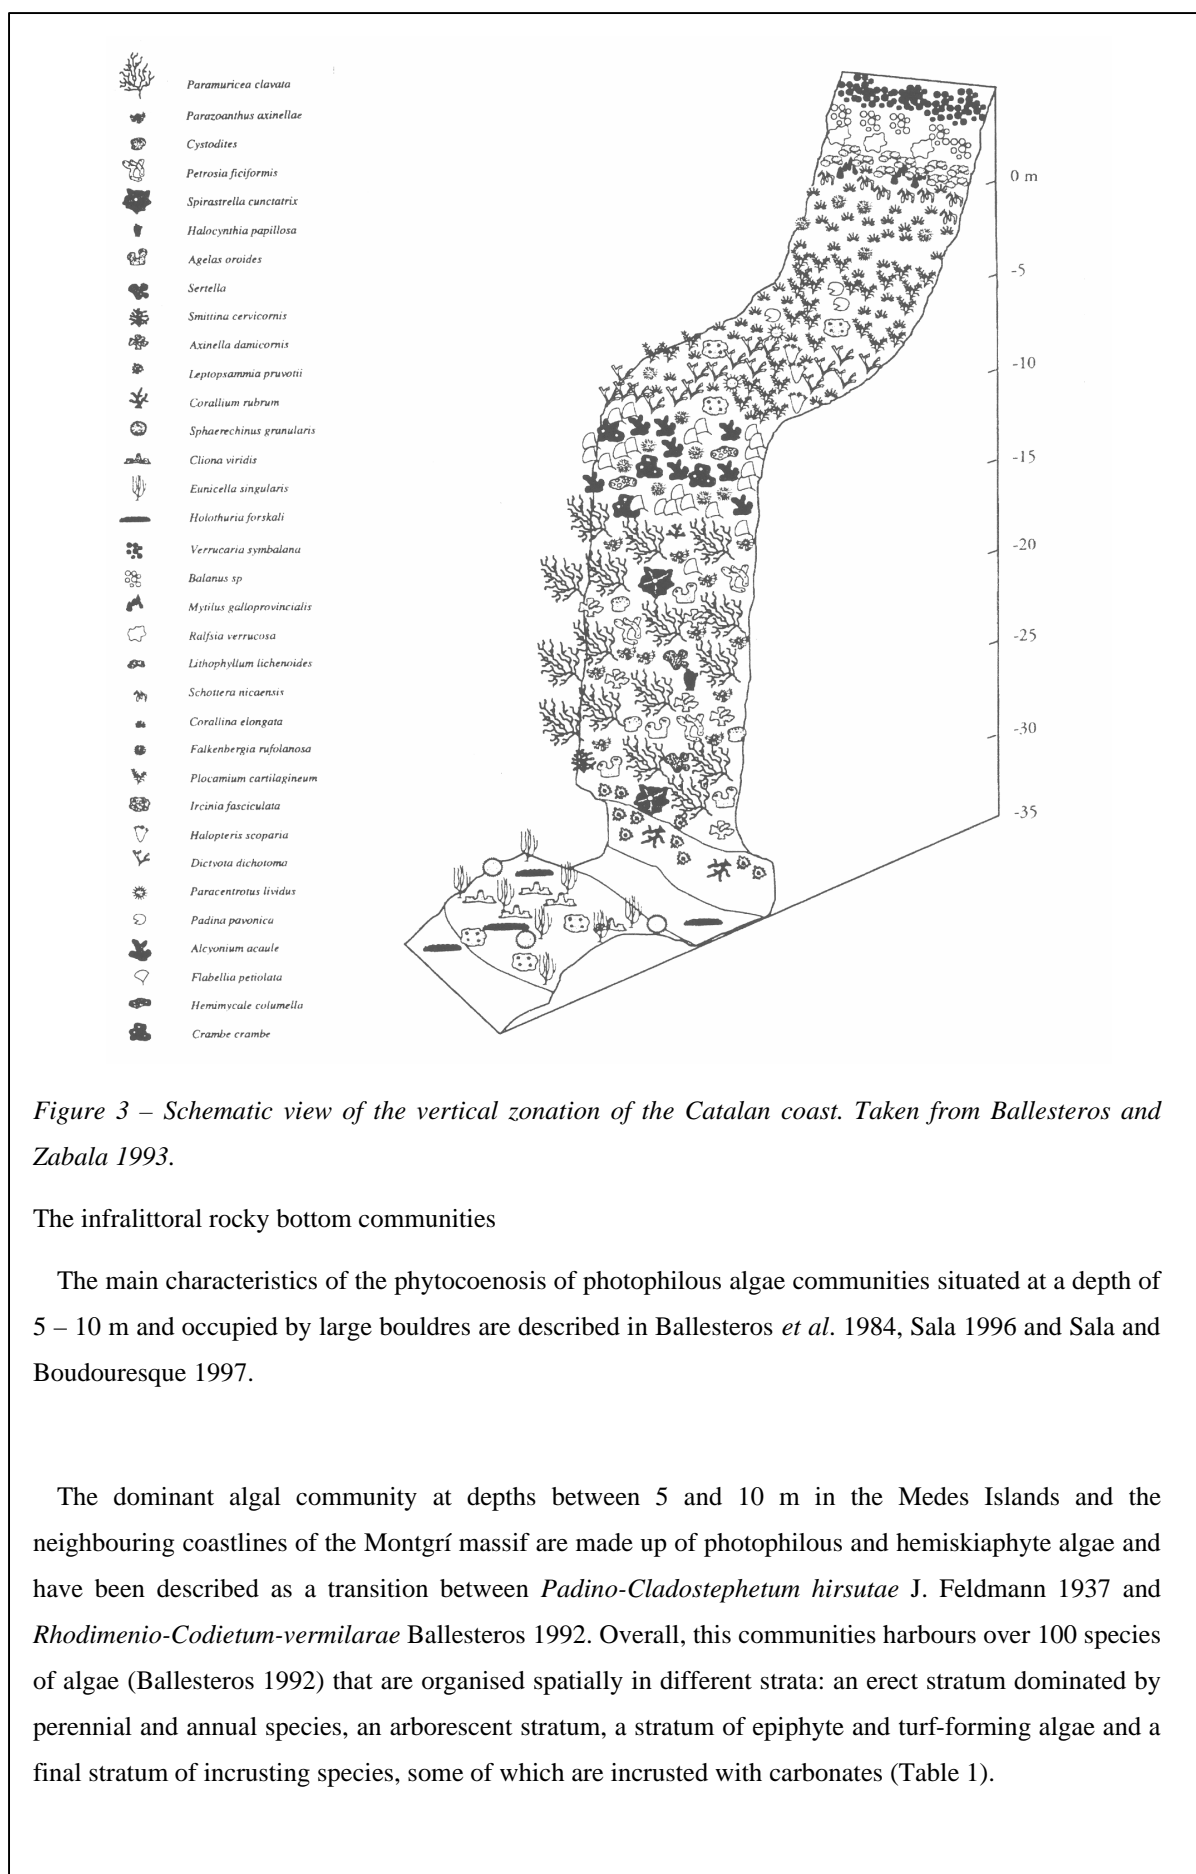 Paramuricea clavata
Parazoanthus axinellae
Cystodites
Petrosia ficiformis
Spirastrella cunctatrix
Halocynthia papillosa
Agelas oroides
Sertella
Smittina cervicornis
Axinella damicornis
Leptopsammia pruvotii
Corallium rubrum
Sphaerechinus granularis
Cliona viridis
Eunicella singularis
Holothuria forskali
Verrucaria symbalana
Balanus sp
Mytilus galloprovincialis
Ralfsia verrucosa
Lithophyllum lichenoides
Schottera nicaensis
Corallina elongata
Falkenbergia rufolanosa
Plocamium cartilagineum
Ircinia fasciculata
Halopteris scoparia
Dictyota dichotoma
Paracentrotus lividus
Padina pavonica
Alcyonium acaule
Flabellia petiolata
Hemimycale columella
Crambe crambe
0 m
-5
-10
-15
-20
-25
-30
-35
Figure 3 – Schematic view of the vertical zonation of the Catalan coast. Taken from Ballesteros and
Zabala 1993.
The infralittoral rocky bottom communities
The main characteristics of the phytocoenosis of photophilous algae communities situated at a depth of
5 – 10 m and occupied by large bouldres are described in Ballesteros et al. 1984, Sala 1996 and Sala and
Boudouresque 1997.
The dominant algal community at depths between 5 and 10 m in the Medes Islands and the
neighbouring coastlines of the Montgrí massif are made up of photophilous and hemiskiaphyte algae and
have been described as a transition between Padino-Cladostephetum hirsutae J. Feldmann 1937 and
Rhodimenio-Codietum-vermilarae Ballesteros 1992. Overall, this communities harbours over 100 species
of algae (Ballesteros 1992) that are organised spatially in different strata: an erect stratum dominated by
perennial and annual species, an arborescent stratum, a stratum of epiphyte and turf-forming algae and a
final stratum of incrusting species, some of which are incrusted with carbonates (Table 1).